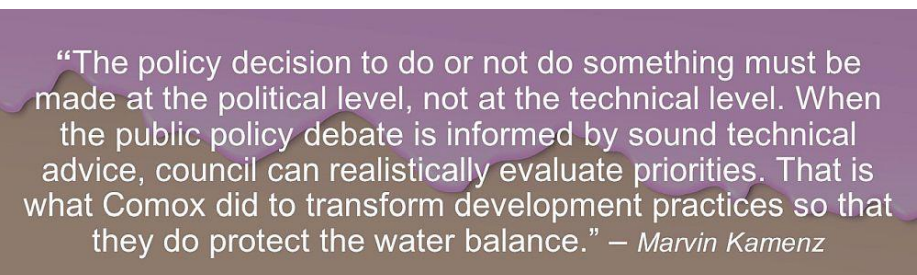 “The policy decision to do or not do something must be
made at the political level, not at the technical level. When
the public policy debate is informed by sound technical
advice, council can realistically evaluate priorities. That is
what Comox did to transform development practices so that
they do protect the water balance.” – Marvin Kamenz